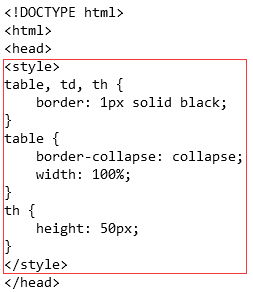 <!DOCTYPE html>
<html>
<head>
<style>
table, td, th {
    border: 1px solid black;
}
table {
    border-collapse: collapse;
    width: 100%;
}
th {
    height: 50px;
}
</style>
</head>